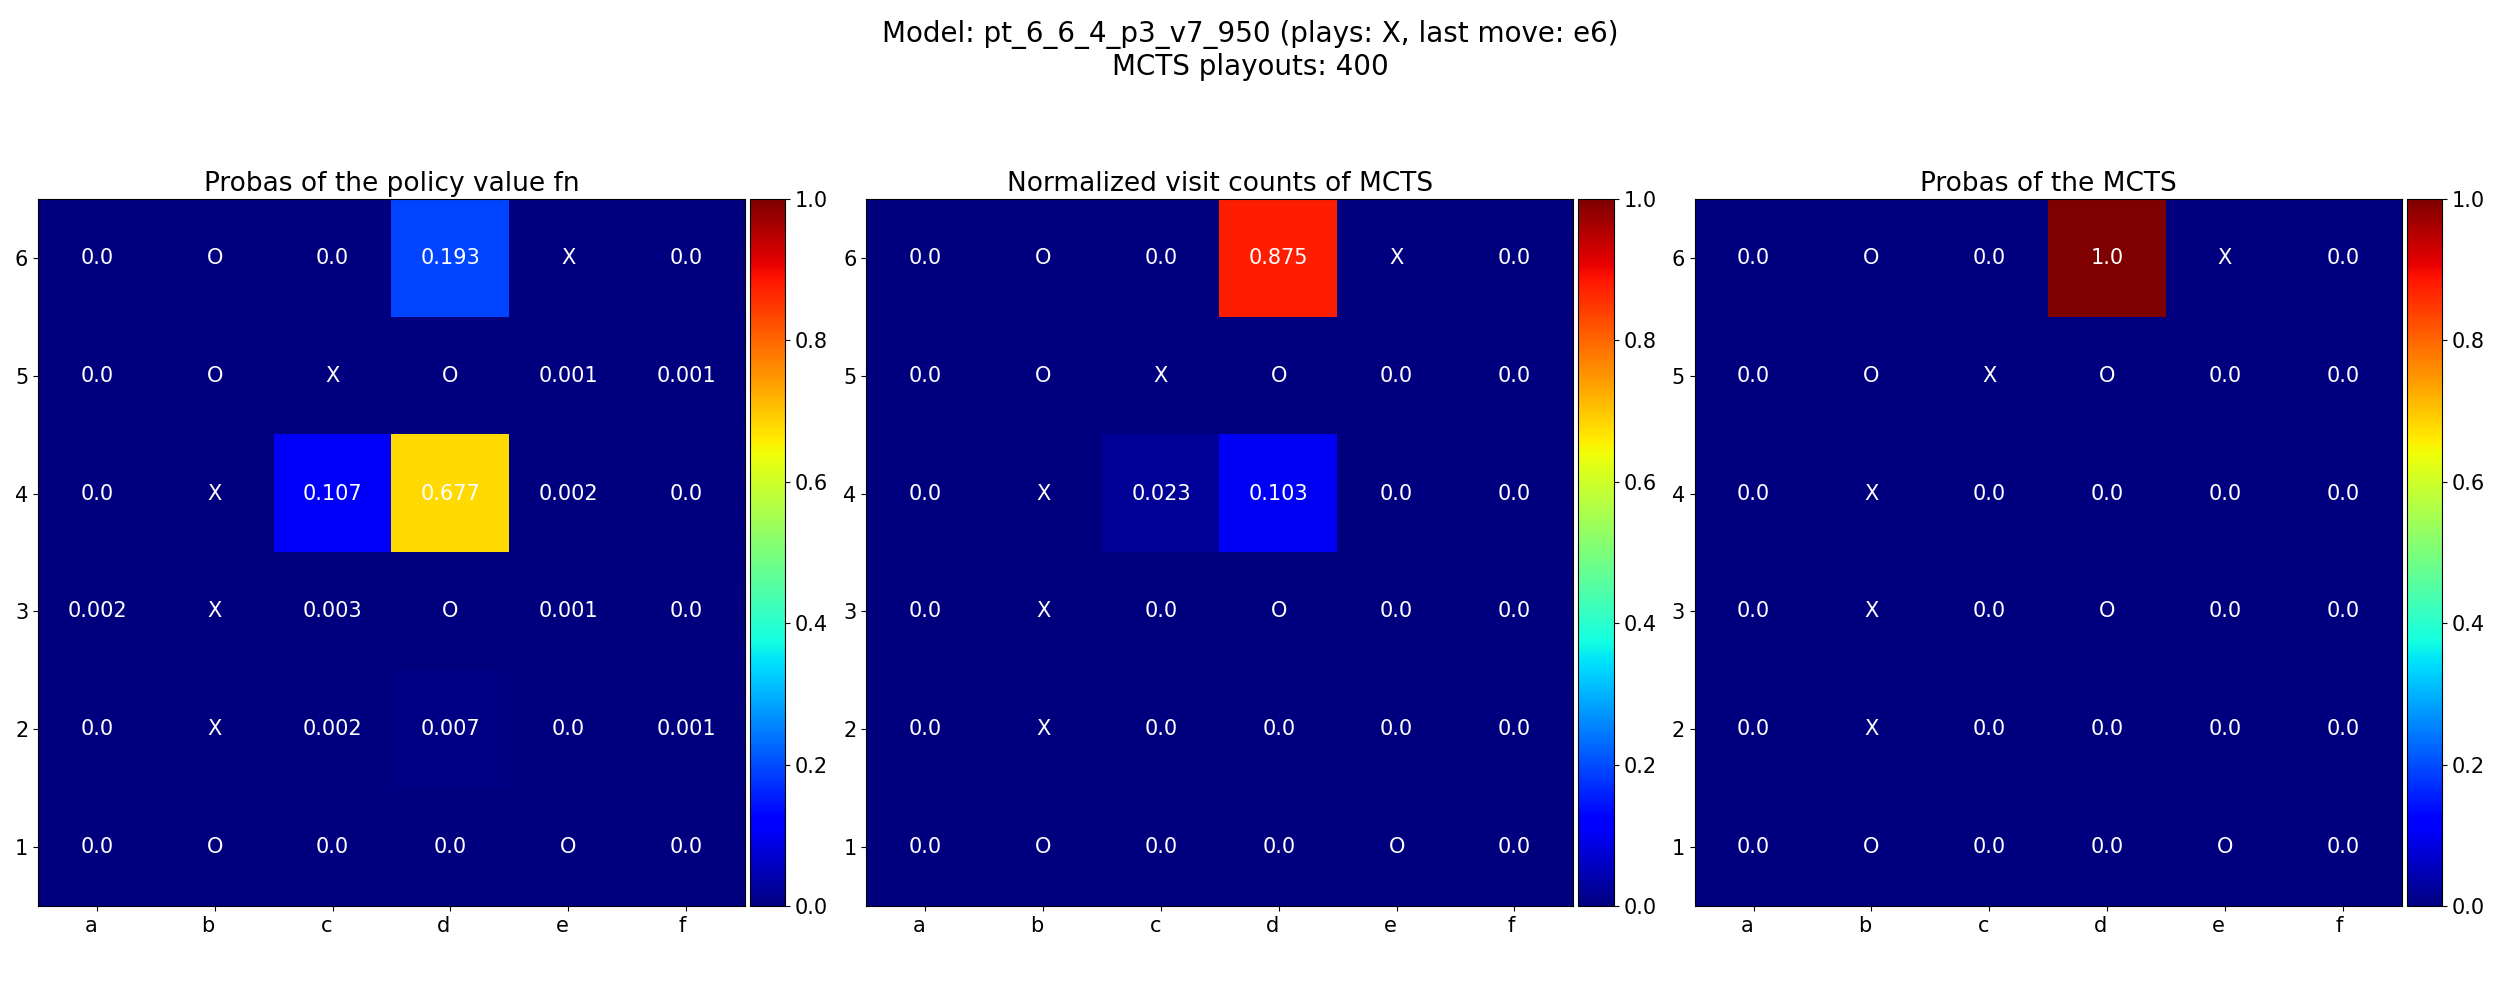 Model: pt_6_6_4_p3_v7_950 (plays: X, last move: e6)
MCTS playouts: 400
Probas of the policy value fn
6 0.0 O 0.0 0.193 X 0.0
5 0.0 O X O 0.001 0.001
4 0.0 X 0.107 0.677 0.002 0.0
3 0.002 X 0.003 O 0.001 0.0
2 0.0 X 0.002 0.007 0.0 0.001
1 0.0 O 0.0 0.0 O 0.0
a b c d e f
1.0
0.8
0.6
0.4
0.2
0.0
Normalized visit counts of MCTS
6 0.0 O 0.0 0.875 X 0.0
5 0.0 O X O 0.0 0.0
4 0.0 X 0.023 0.103 0.0 0.0
3 0.0 X 0.0 O 0.0 0.0
2 0.0 X 0.0 0.0 0.0 0.0
1 0.0 O 0.0 0.0 O 0.0
a b c d e f
1.0
0.8
0.6
0.4
0.2
0.0
Probas of the MCTS
6 0.0 O 0.0 1.0 X 0.0
5 0.0 O X O 0.0 0.0
4 0.0 X 0.0 0.0 0.0 0.0
3 0.0 X 0.0 O 0.0 0.0
2 0.0 X 0.0 0.0 0.0 0.0
1 0.0 O 0.0 0.0 O 0.0
a b c d e f
1.0
0.8
0.6
0.4
0.2
0.0